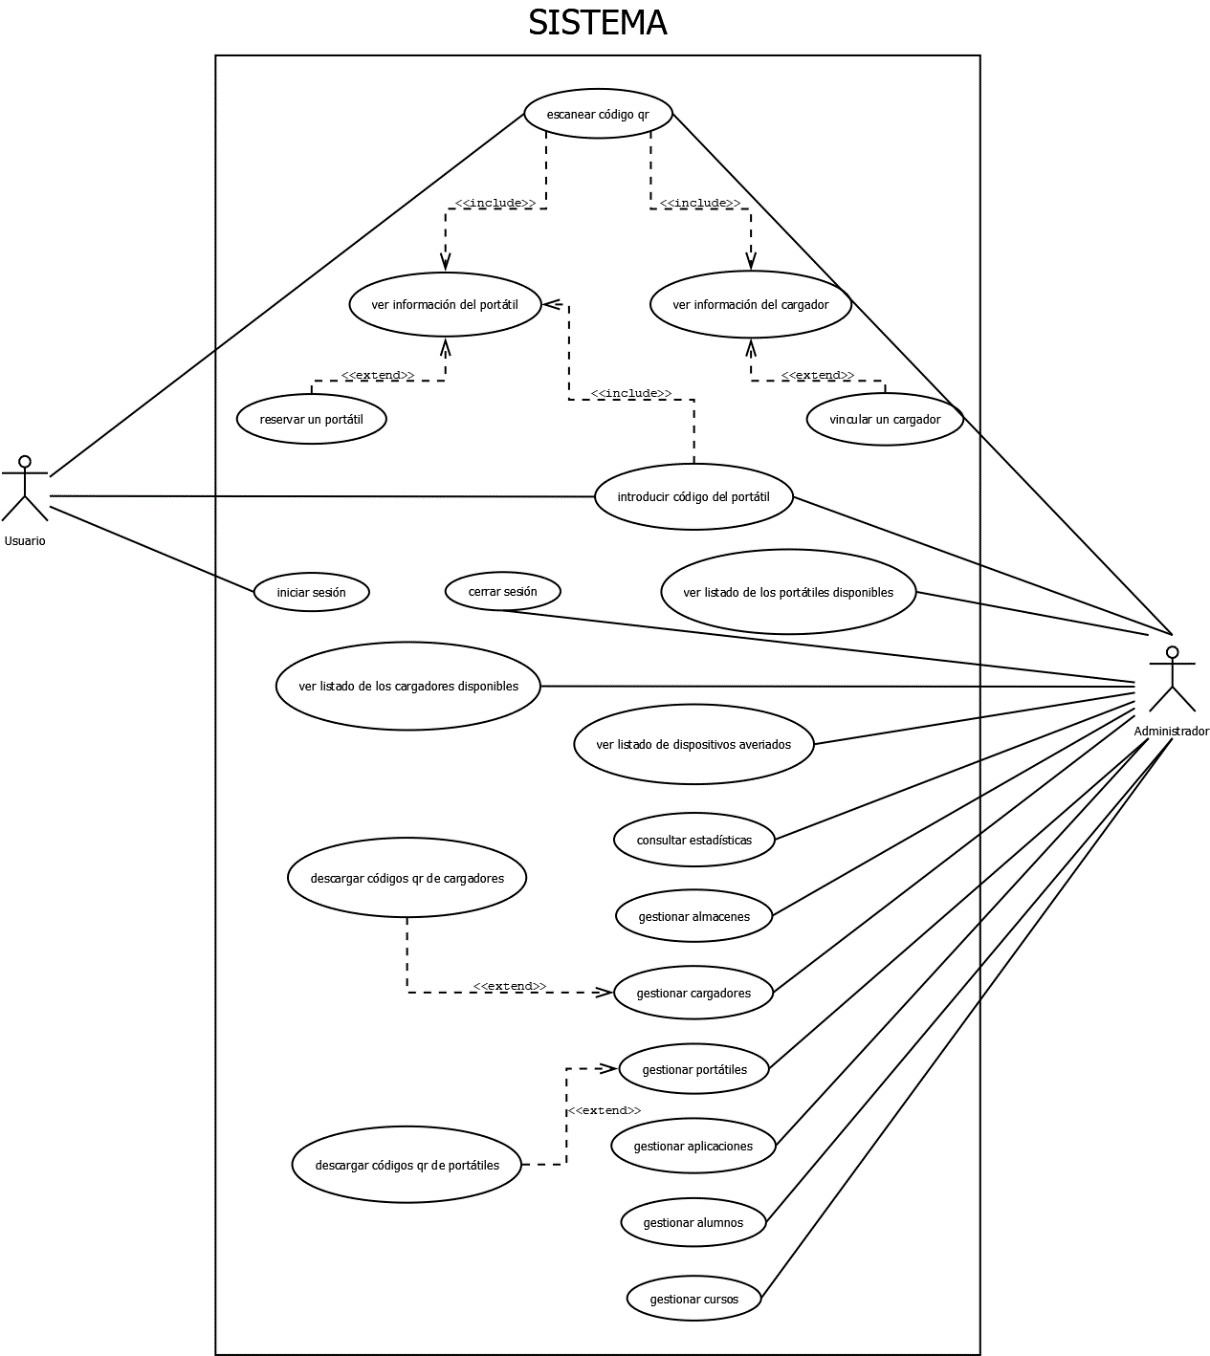 SISTEMA
escanear código qr
<<include>>
<<include>>
ver información del portátil
ver información del cargador
<<extend>>
<<extend>>
<<include>>
reservar un portátil
vincular un cargador
introducir código del portátil
Usuario
iniciar sesión
cerrar sesión
ver listado de los portátiles disponibles
ver listado de los cargadores disponibles
Administrador
ver listado de dispositivos averiados
consultar estadísticas
descargar códigos qr de cargadores
gestionar almacenes
<<extend>>
gestionar cargadores
gestionar portátiles
<<extend>>
gestionar aplicaciones
descargar códigos qr de portátiles
gestionar alumnos
gestionar cursos